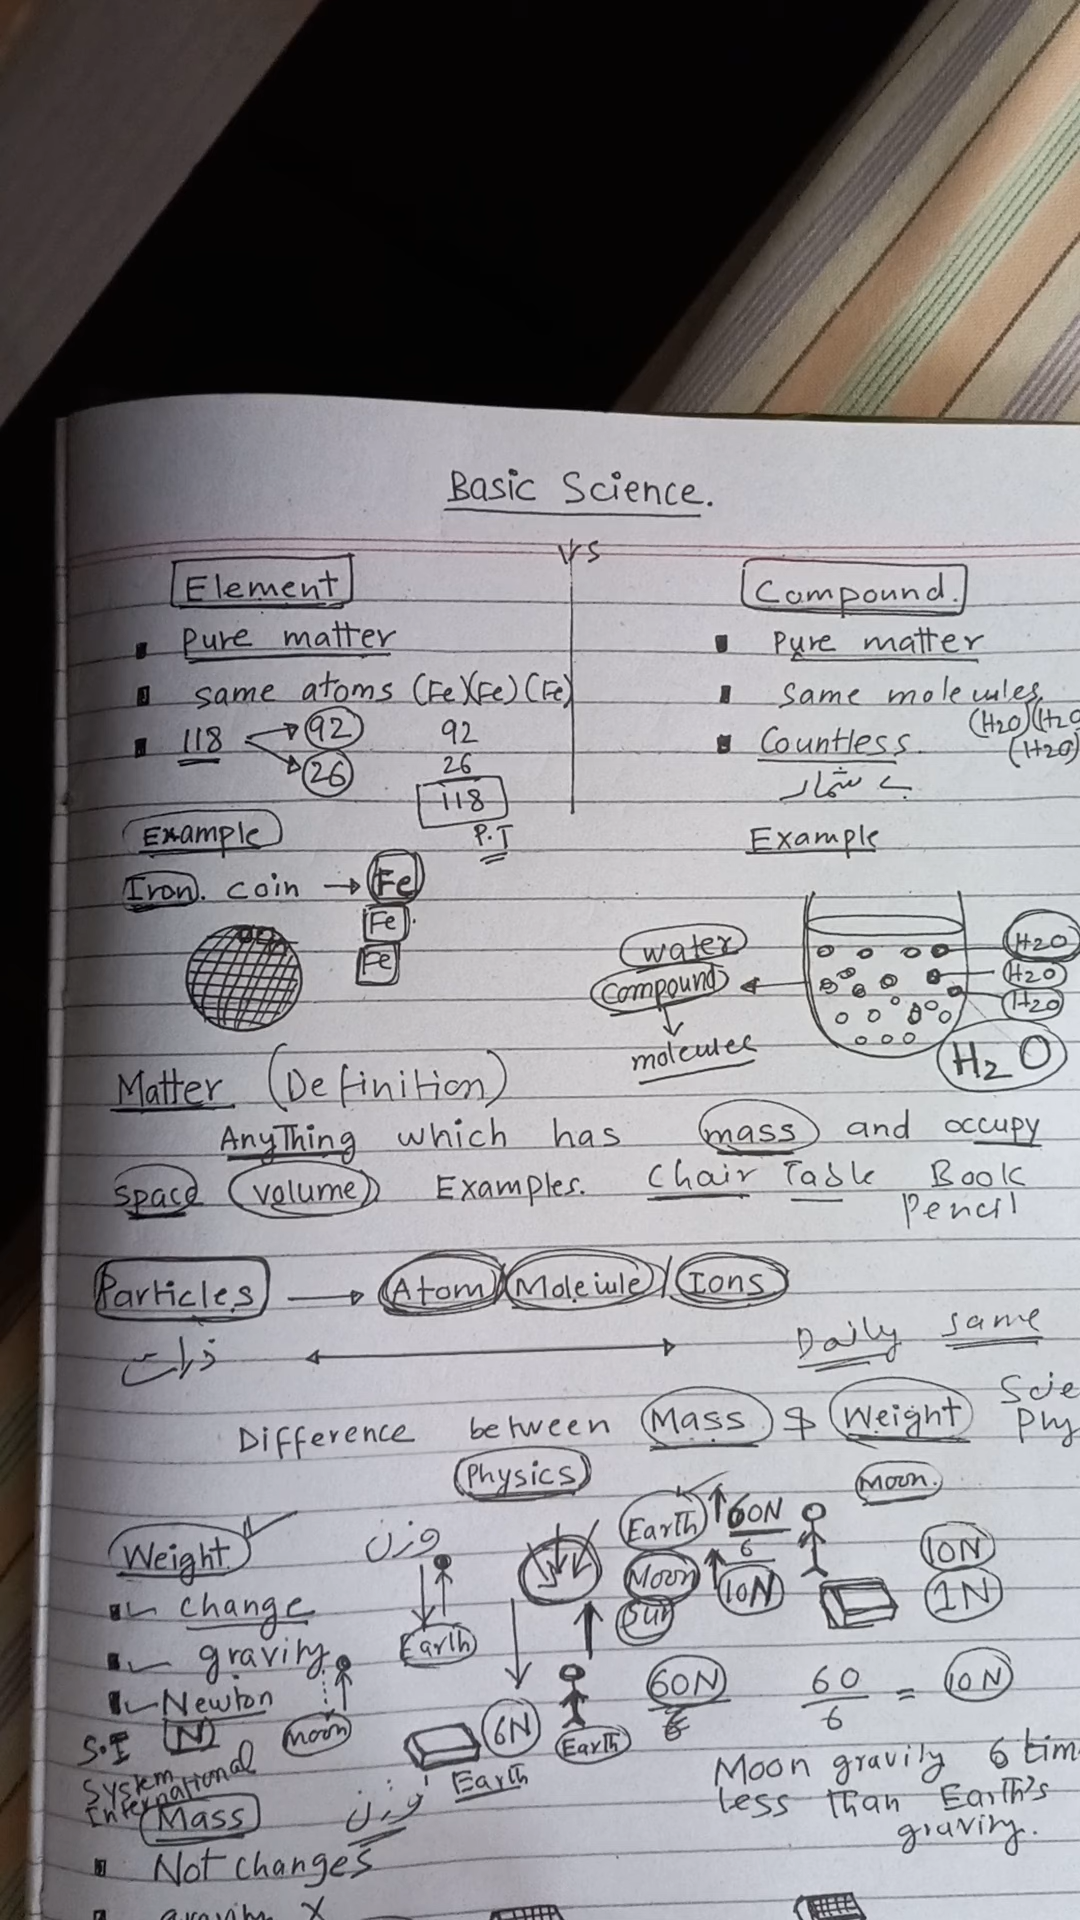 Basic Science.
vs
Element
Compound.
Pure matter
Pure matter
same atoms (Fe)(Fe)(Fe)
same molecules.
(H2O)(H2O
(H2O)
118
92
26
92
26
118
P.T
Countless.
بے شمار
Example
Example
Iron. coin → Fe
Fe
Fe
water
compound
molecules
H2O
H2O
H2O
H2O
Matter (Definition)
AnyThing which has mass and occupy
space (volume) Examples. Chair Table Book
Pencil
Particles → Atom/Molecule/Ions
ذرات
Daily same
Difference between Mass & Weight Scie
Phy
Physics
Moon.
Weight
وزن
Earth ↑ 60N
6
Moon ↑ 10N
Sun
10N
1N
change
Earth
gravity
Newton
S.I N
Moon
6N
Earth
Earth
60N
6
60
6
= 10N
System
International
Mass
وزن
Moon gravity 6 tim
less than Earth's
gravity.
Not changes
gravity X